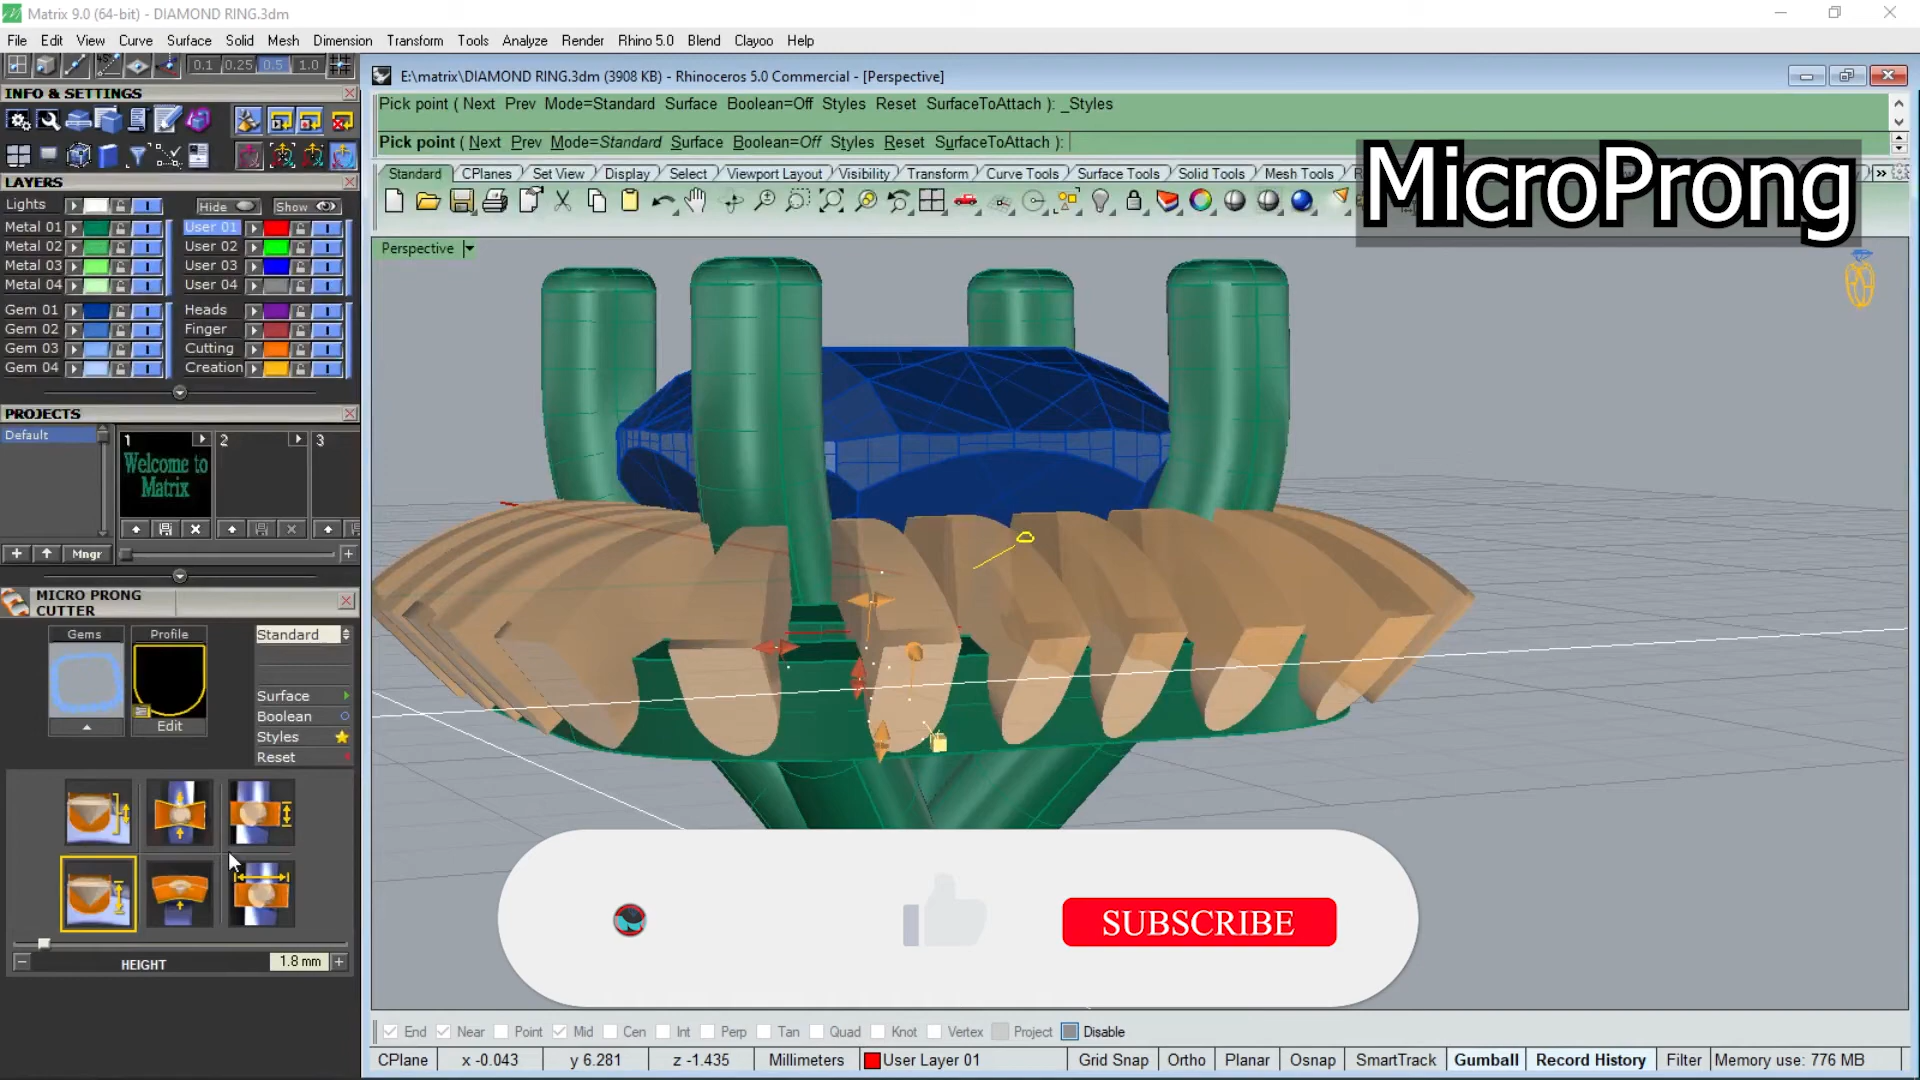 Matrix 9.0 (64-bit) - DIAMOND RING.3dm
File Edit View Curve Surface Solid Mesh Dimension Transform Tools Analyze Render Rhino 5.0 Blend Clayoo Help
0.1 0.25 0.5 1.0
INFO & SETTINGS
LAYERS
Lights Hide Show
Metal 01 User 01
Metal 02 User 02
Metal 03 User 03
Metal 04 User 04
Gem 01 Heads
Gem 02 Finger
Gem 03 Cutting
Gem 04 Creation
PROJECTS
Default
1 2 3
Welcome to
Matrix
Mngr
MICRO PRONG
CUTTER
Gems Profile Standard
Edit
Surface
Boolean
Styles
Reset
HEIGHT 1.8 mm
E:\matrix\DIAMOND RING.3dm (3908 KB) - Rhinoceros 5.0 Commercial - [Perspective]
Pick point ( Next Prev Mode=Standard Surface Boolean=Off Styles Reset SurfaceToAttach ): _Styles
Pick point ( Next Prev Mode=Standard Surface Boolean=Off Styles Reset SurfaceToAttach ):
Standard CPlanes Set View Display Select Viewport Layout Visibility Transform Curve Tools Surface Tools Solid Tools Mesh Tools
MicroProng
Perspective
SUBSCRIBE
End Near Point Mid Cen Int Perp Tan Quad Knot Vertex Project Disable
CPlane x -0.043 y 6.281 z -1.435 Millimeters User Layer 01 Grid Snap Ortho Planar Osnap SmartTrack Gumball Record History Filter Memory use: 776 MB